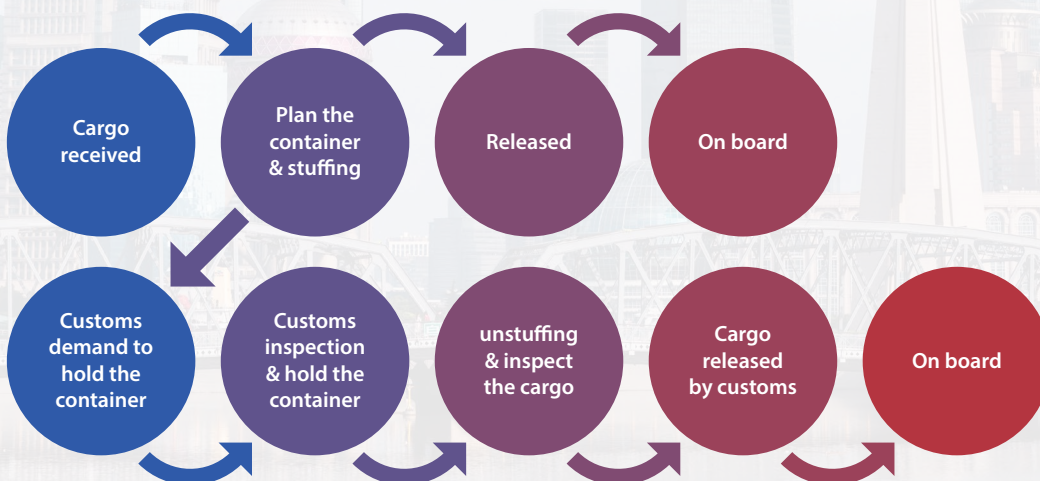 Cargo
received
Plan the
container
& stuffing
Released
On board
Customs
demand to
hold the
container
Customs
inspection
& hold the
container
unstuffing
& inspect
the cargo
Cargo
released
by customs
On board